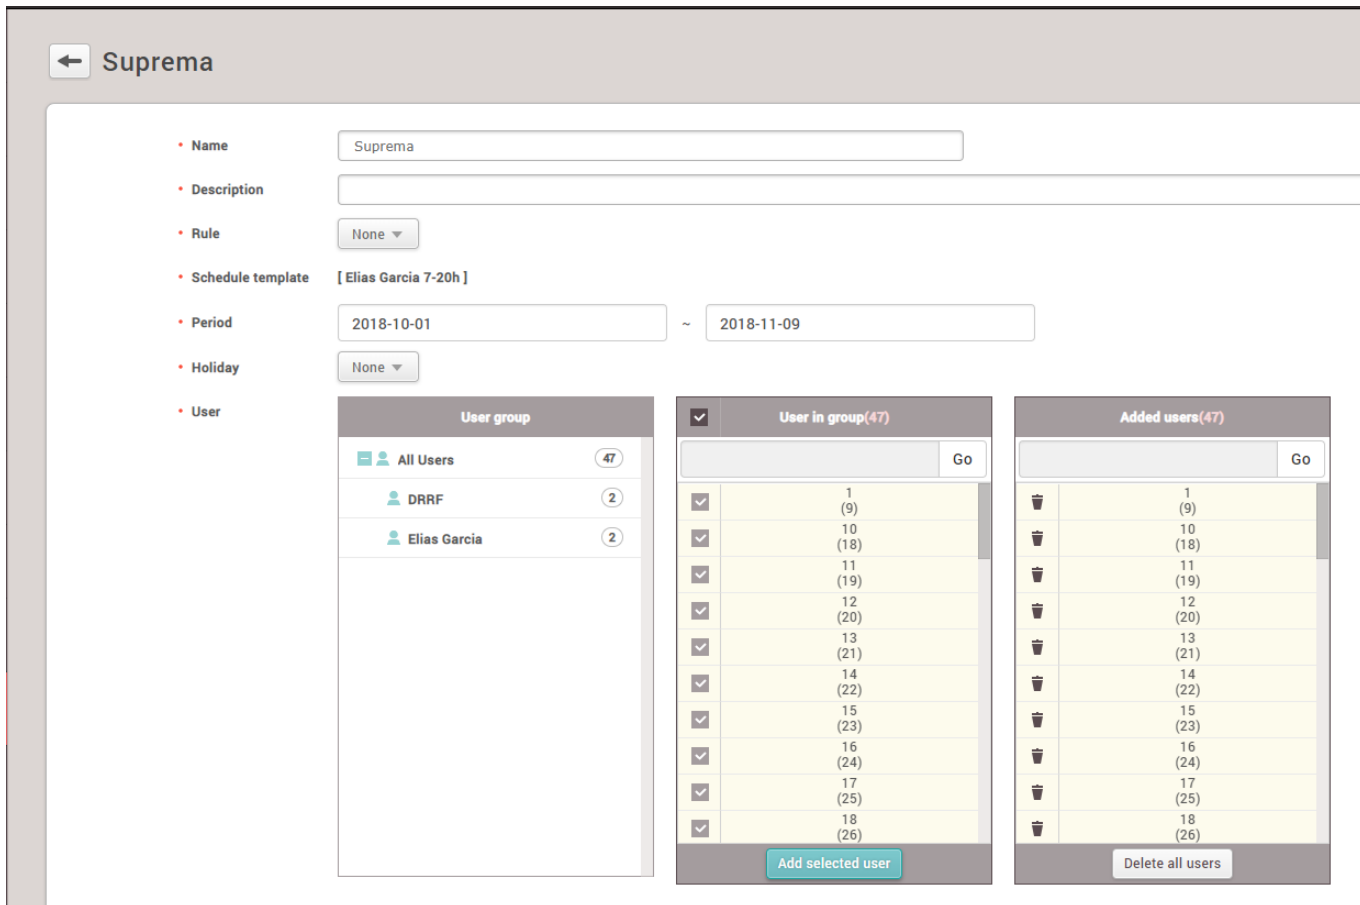 Suprema
Name
Suprema
Description
Rule
None
Schedule template
[ Elias Garcia 7-20h ]
Period
2018-10-01
~
2018-11-09
Holiday
None
User
User group
All Users
47
DRRF
2
Elias Garcia
2
User in group(47)
Go
1
(9)
10
(18)
11
(19)
12
(20)
13
(21)
14
(22)
15
(23)
16
(24)
17
(25)
18
(26)
Add selected user
Added users(47)
Go
1
(9)
10
(18)
11
(19)
12
(20)
13
(21)
14
(22)
15
(23)
16
(24)
17
(25)
18
(26)
Delete all users